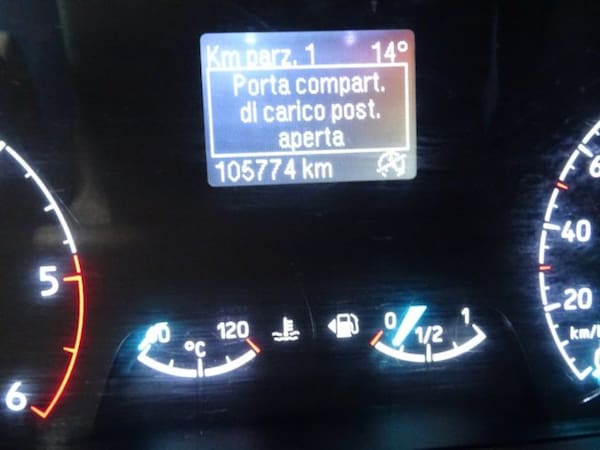 Km parz. 1 14°
Porta compart.
di carico post.
aperta
105774 km
5
6
120
°C
0 1/2 1
40
20
km/h